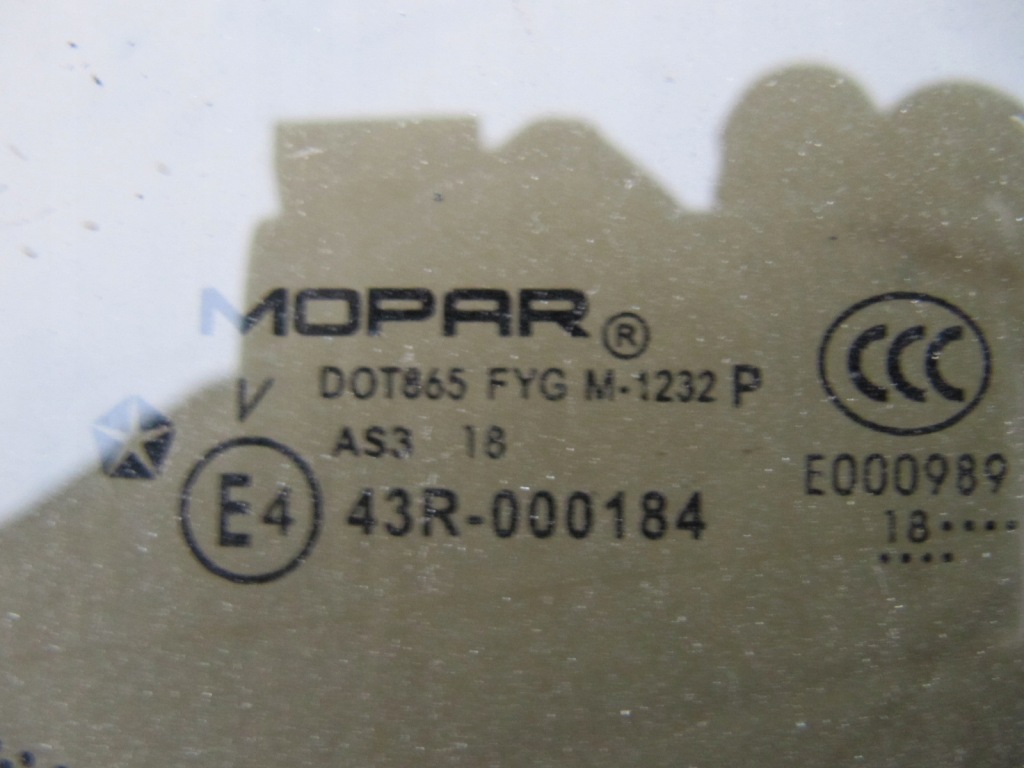 MOPAR®
V DOT865 FYG M-1232 P
AS3 18
E4 43R-000184
CCC
E000989
18····
····